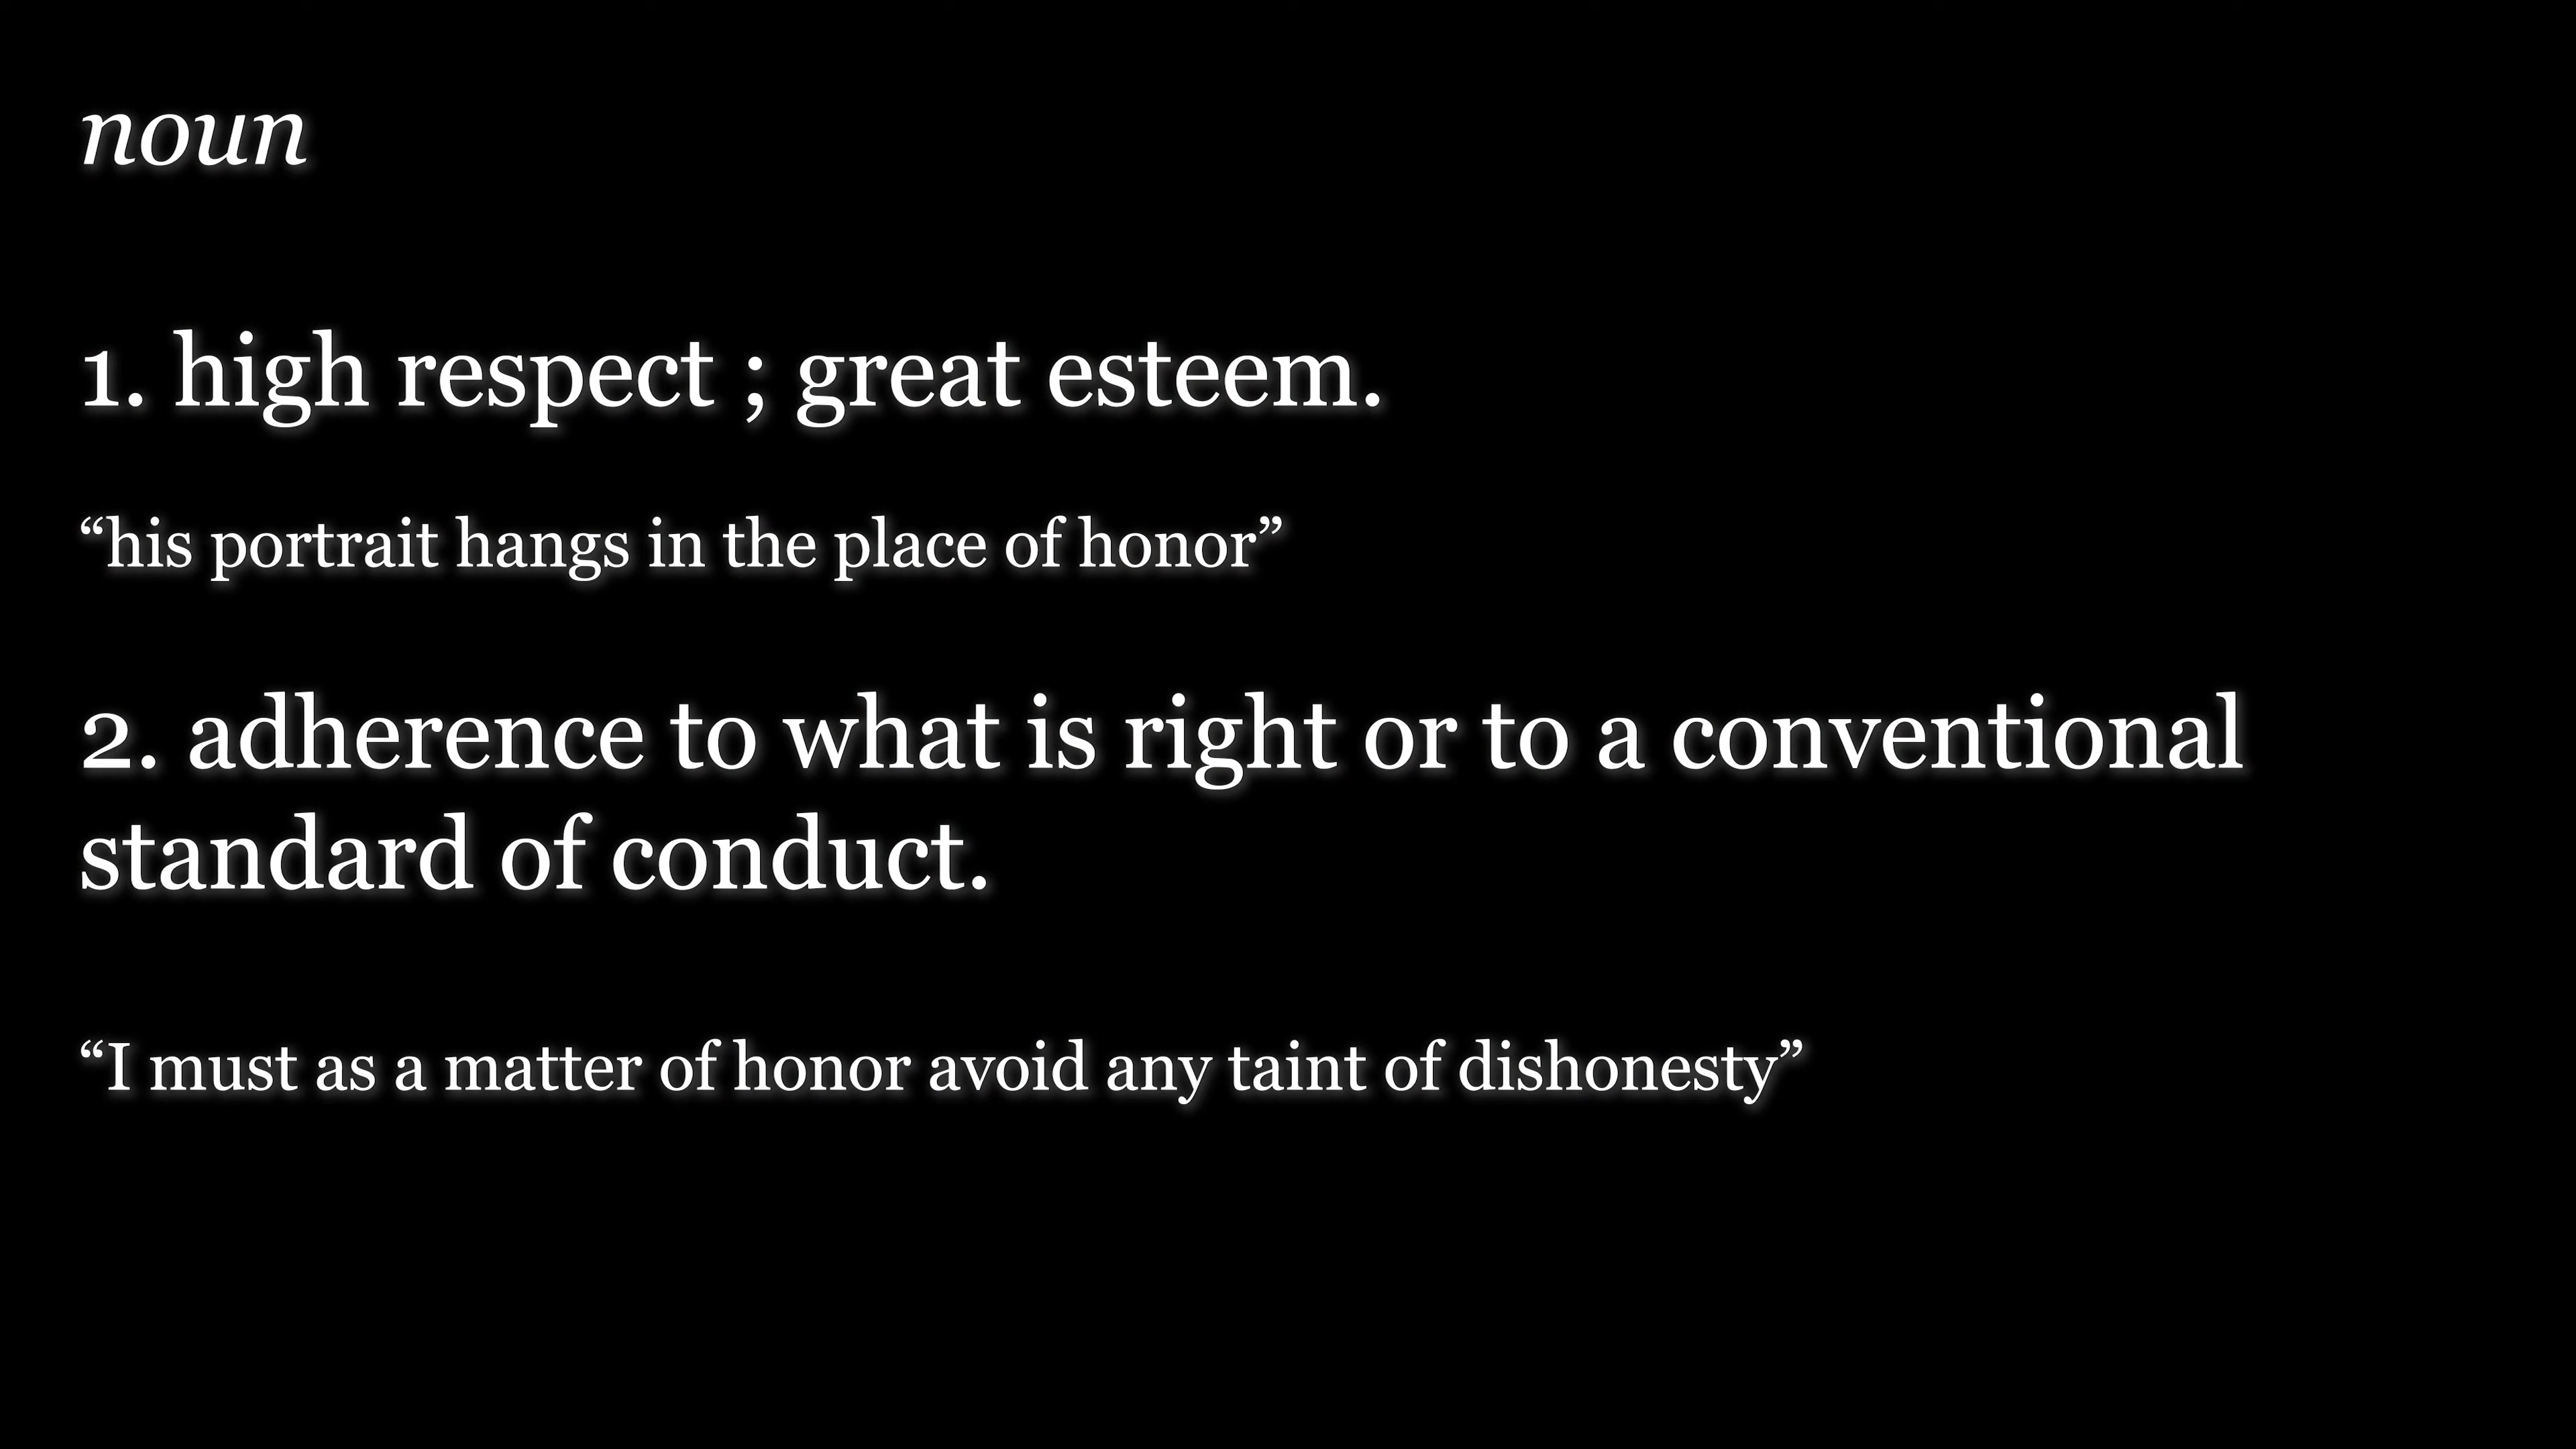 noun
1. high respect ; great esteem.
“his portrait hangs in the place of honor”
2. adherence to what is right or to a conventional
standard of conduct.
“I must as a matter of honor avoid any taint of dishonesty”